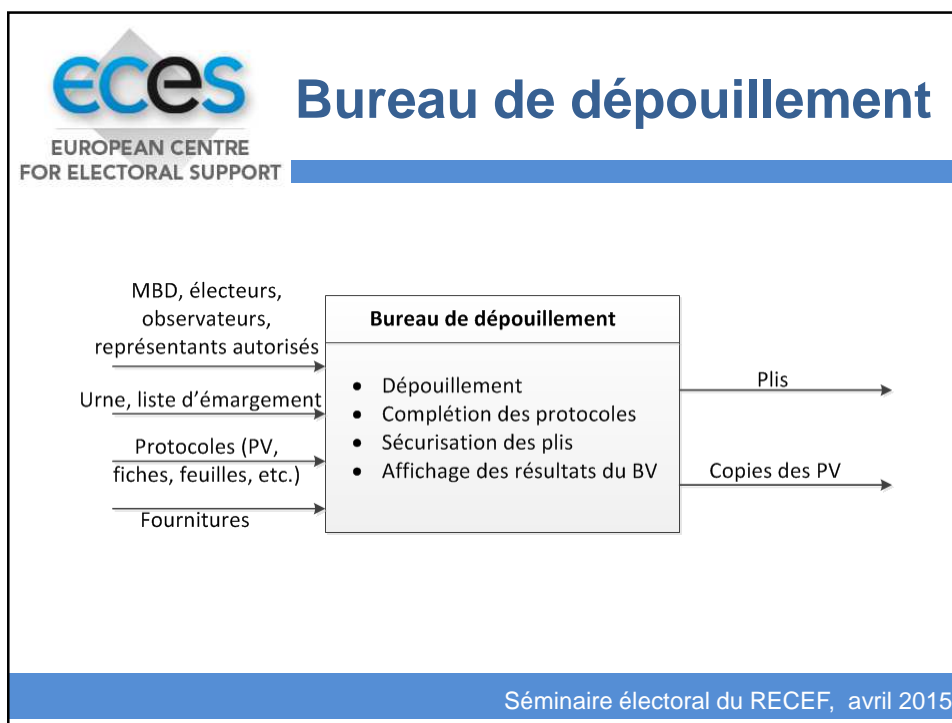 eces
EUROPEAN CENTRE
FOR ELECTORAL SUPPORT
Bureau de dépouillement
MBD, électeurs,
observateurs,
représentants autorisés
Urne, liste d’émargement
Protocoles (PV,
fiches, feuilles, etc.)
Fournitures
Bureau de dépouillement
• Dépouillement
• Complétion des protocoles
• Sécurisation des plis
• Affichage des résultats du BV
Plis
Copies des PV
Séminaire électoral du RECEF, avril 2015